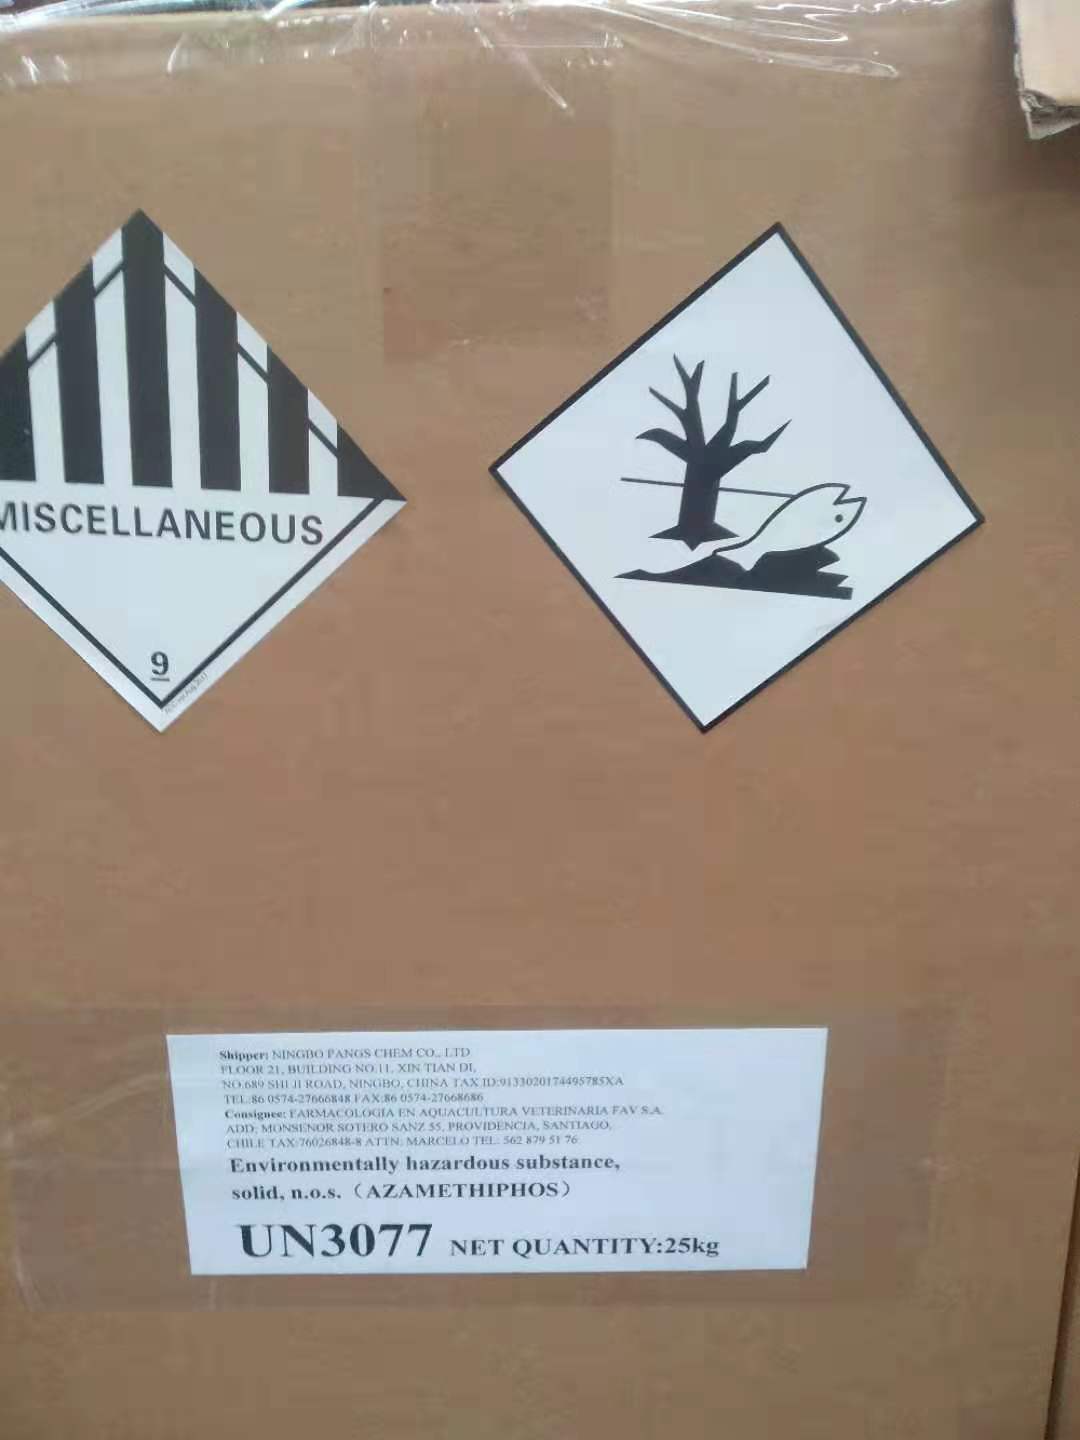 MISCELLANEOUS
9
Shipper: NINGBO PANGS CHEM CO., LTD
FLOOR 21, BUILDING NO.11, XIN TIAN DI,
NO.689 SHI JI ROAD, NINGBO, CHINA TAX ID:9133020174495785XA
TEL:86 0574-27666848 FAX:86 0574-27668686
Consignee: FARMACOLOGIA EN AQUACULTURA VETERINARIA FAV S.A.
ADD: MONSENOR SOTERO SANZ 55, PROVIDENCIA, SANTIAGO,
CHILE TAX:76026848-8 ATTN: MARCELO TEL: 562 879 51 76
Environmentally hazardous substance,
solid, n.o.s.（AZAMETHIPHOS）
UN3077 NET QUANTITY:25kg